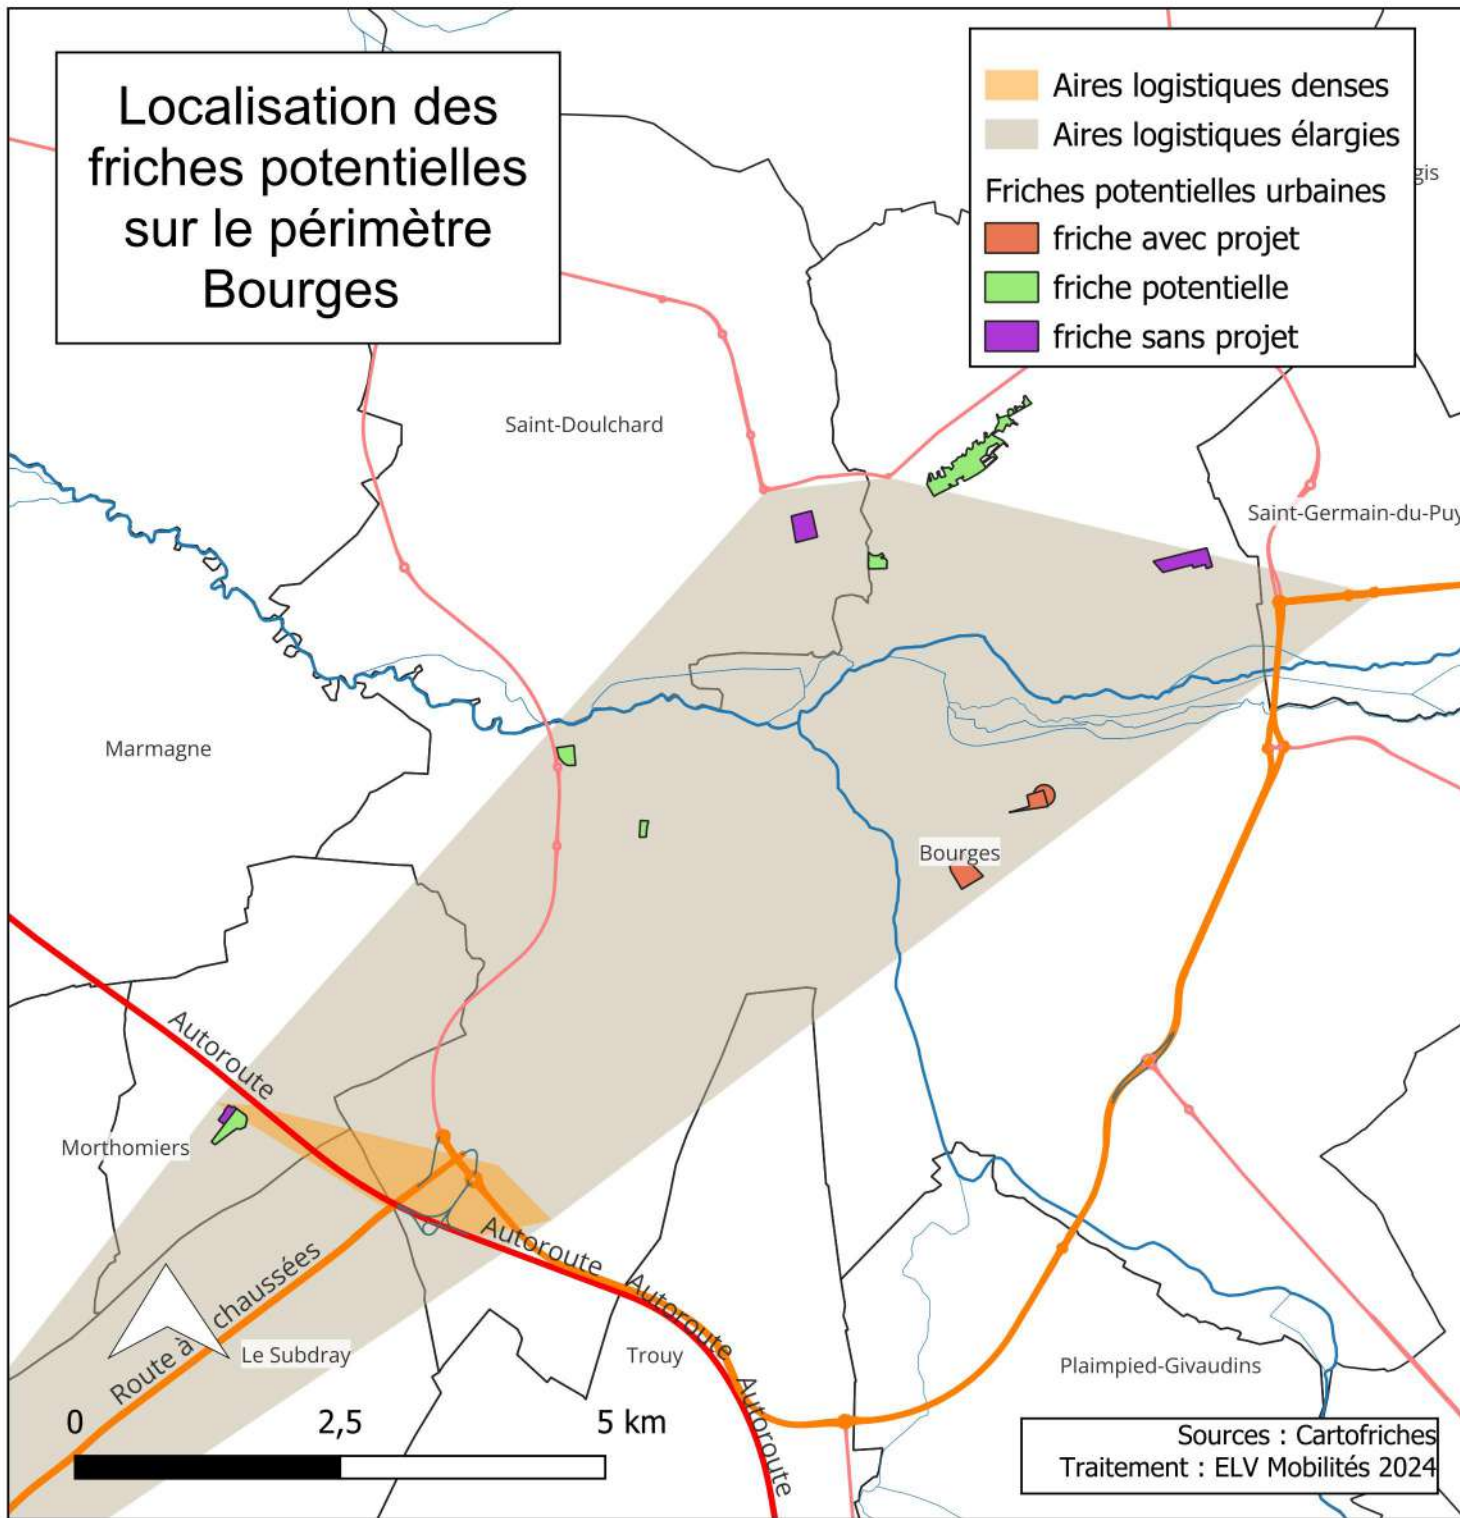 Localisation des
friches potentielles
sur le périmètre
Bourges
Aires logistiques denses
Aires logistiques élargies
Friches potentielles urbaines
friche avec projet
friche potentielle
friche sans projet
gis
Saint-Doulchard
Saint-Germain-du-Puy
Marmagne
Bourges
Autoroute
Morthomiers
Autoroute
Autoroute
Autoroute
Route à chaussées
Le Subdray
Trouy
Plaimpied-Givaudins
0 2,5 5 km
Sources : Cartofriches
Traitement : ELV Mobilités 2024